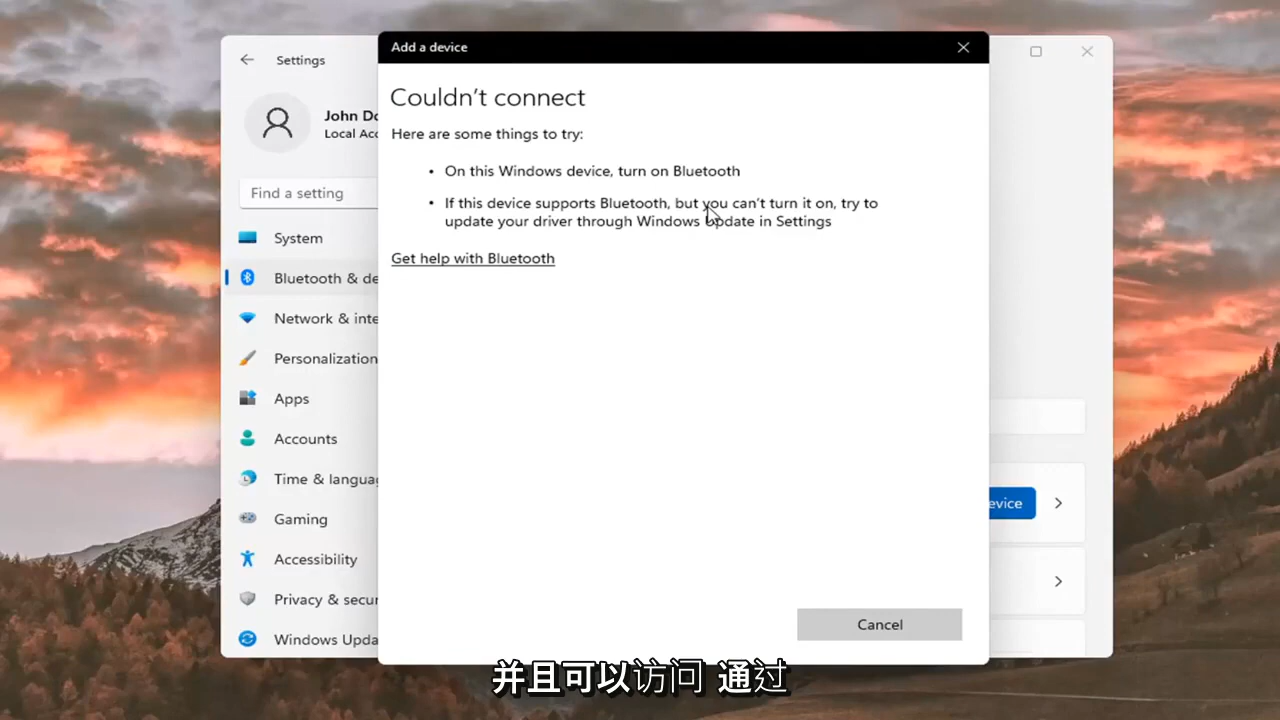 Add a device
Settings
Couldn't connect
John Do
Local Acc
Here are some things to try:
• On this Windows device, turn on Bluetooth
• If this device supports Bluetooth, but you can't turn it on, try to
update your driver through Windows Update in Settings
Find a setting
Get help with Bluetooth
System
Bluetooth & de
Network & inte
Personalization
Apps
Accounts
Time & langua
Gaming
Accessibility
Privacy & secur
Windows Upda
evice
Cancel
并且可以访问 通过